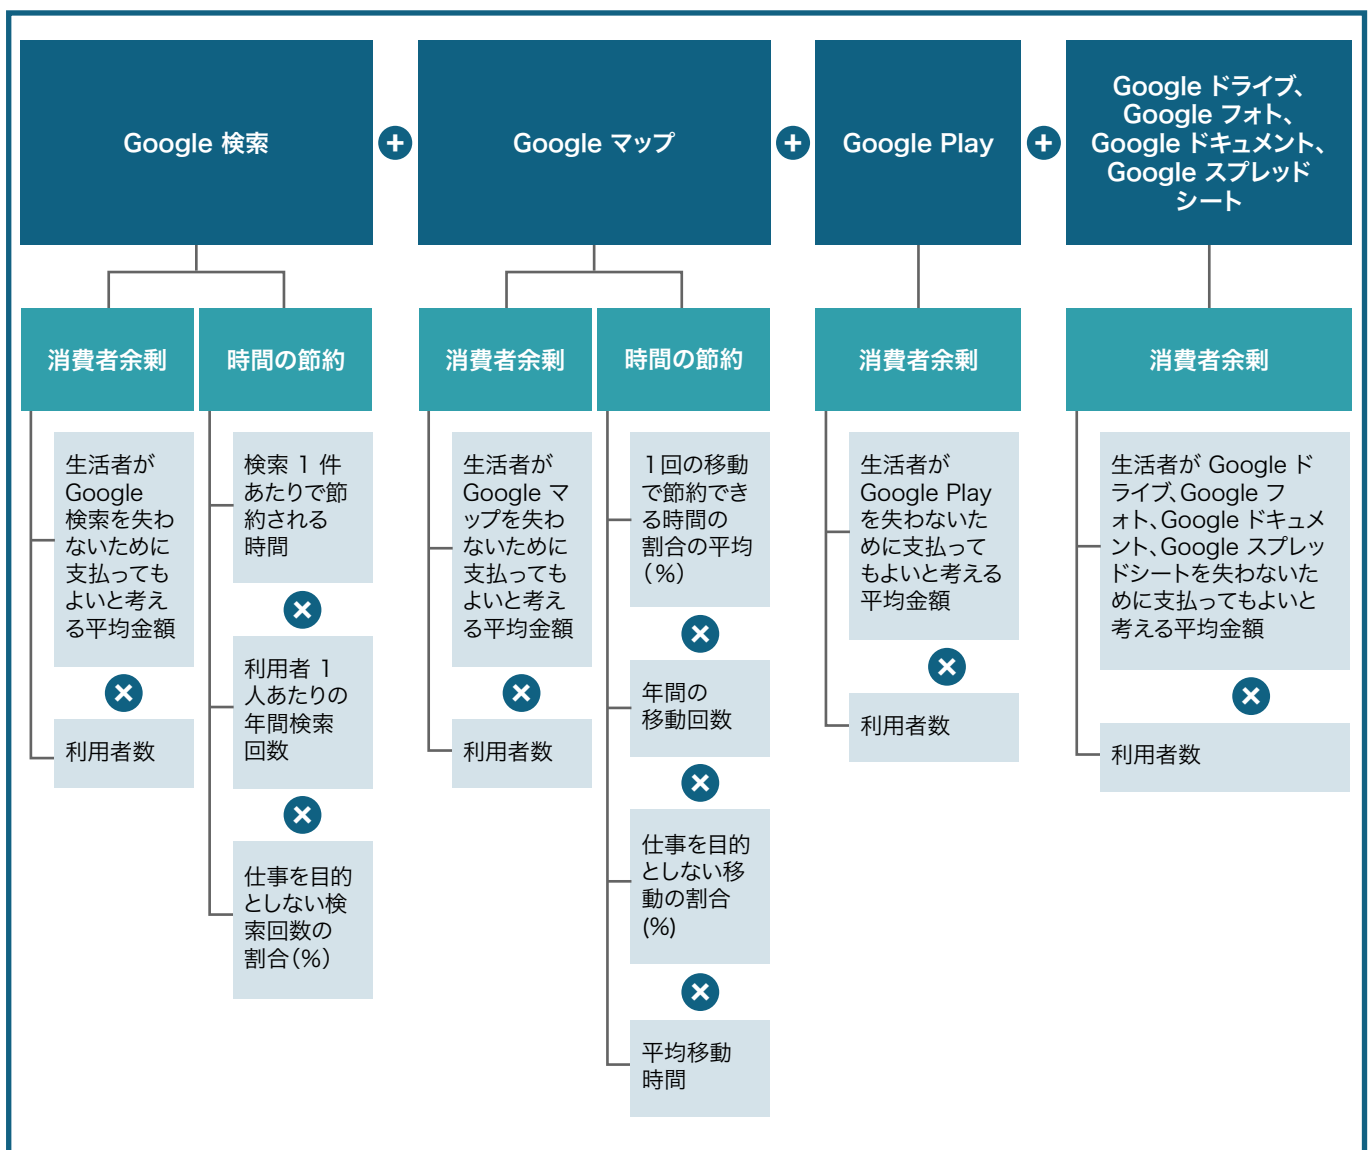 Google 検索
Google マップ
Google Play
Google ドライブ、
Google フォト、
Google ドキュメント、
Google スプレッド
シート
消費者余剰
時間の節約
消費者余剰
時間の節約
消費者余剰
消費者余剰
生活者が
Google
検索を失わ
ないために
支払っても
よいと考え
る平均金額
利用者数
検索 1 件
あたりで節
約される
時間
利用者 1
人あたりの
年間検索
回数
仕事を目的
としない検
索回数の
割合（%）
生活者が
Google マ
ップを失わ
ないために
支払っても
よいと考え
る平均金額
利用者数
1回の移動
で節約でき
る時間の
割合の平均
（%）
年間の
移動回数
仕事を目的
としない移
動の割合
(%)
平均移動
時間
生活者が
Google Play
を失わないた
めに支払って
もよいと考える
平均金額
利用者数
生活者が Google ド
ライブ、Google フ
ォト、Google ドキュメ
ント、Google スプレッ
ドシートを失わないた
めに支払ってもよいと
考える平均金額
利用者数